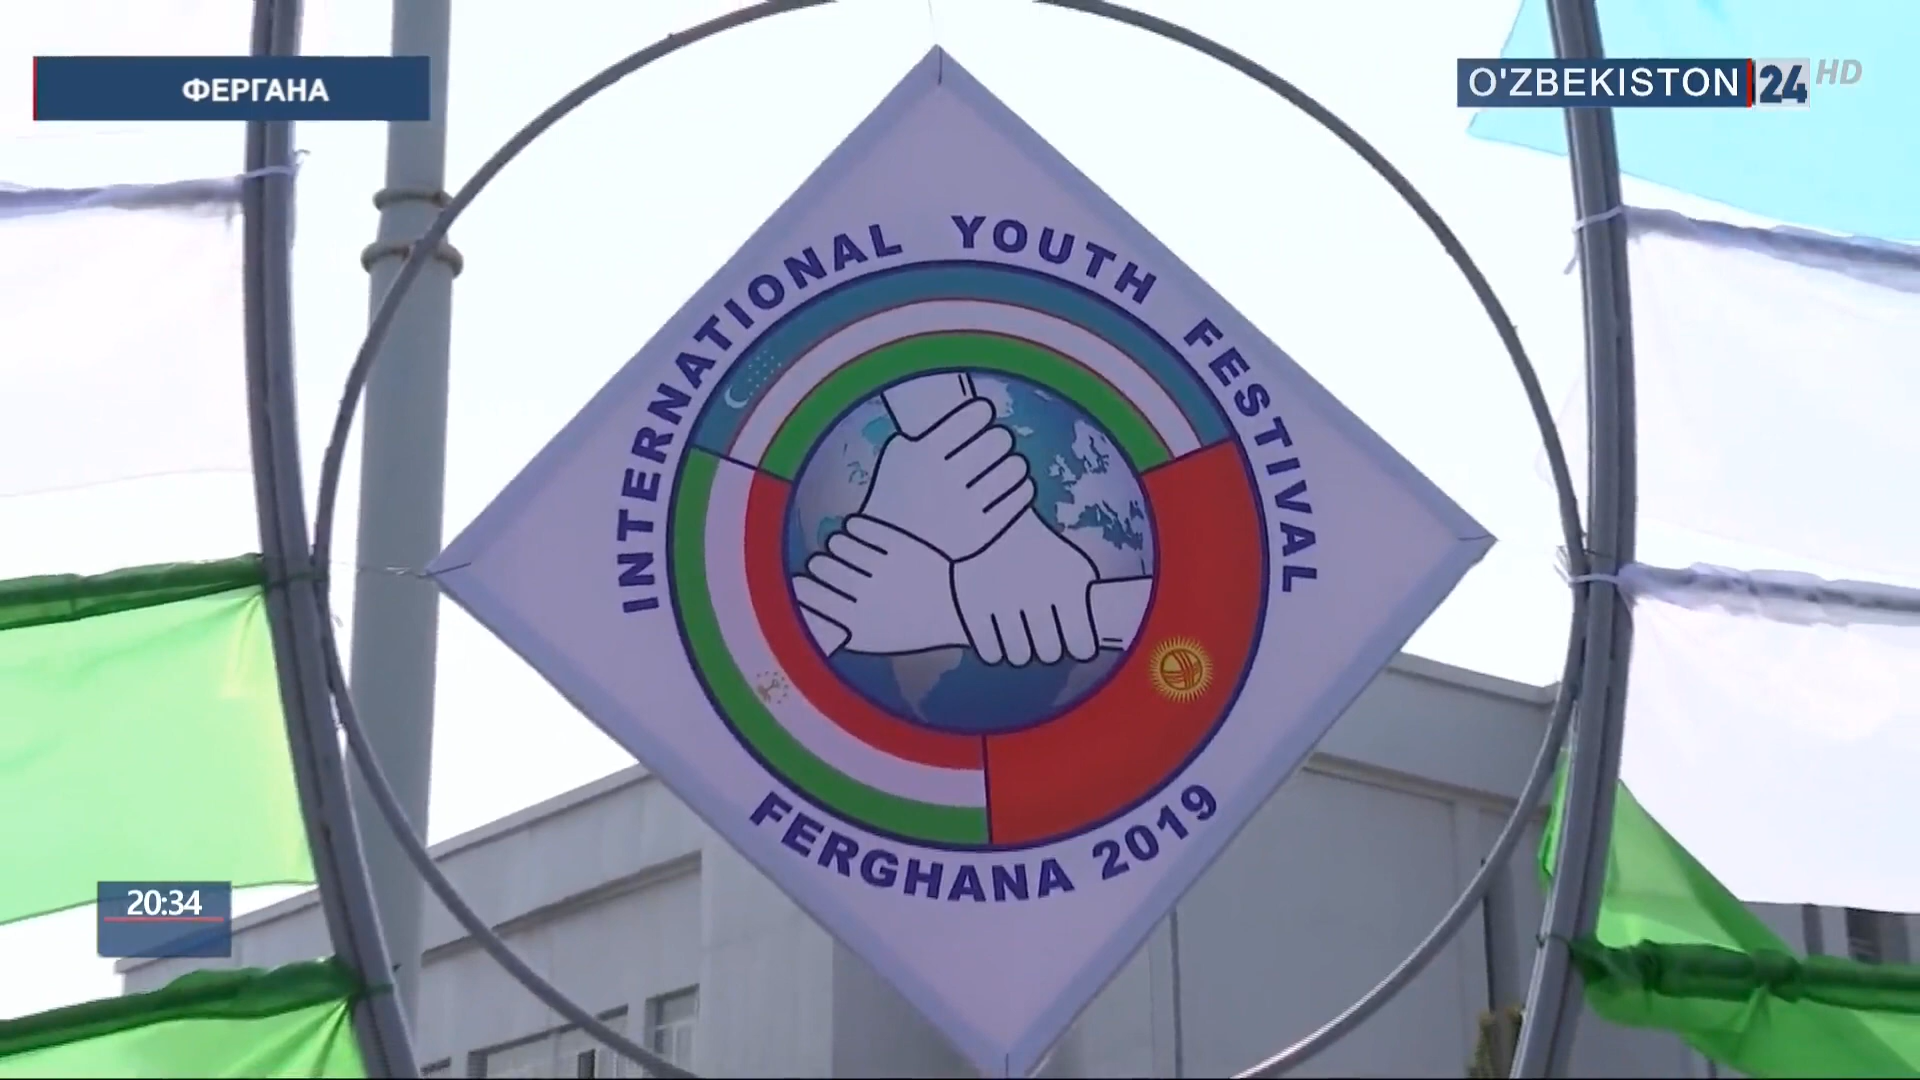 ФЕРГАНА
O'ZBEKISTON 24 HD
INTERNATIONAL YOUTH FESTIVAL
FERGHANA 2019
20:34